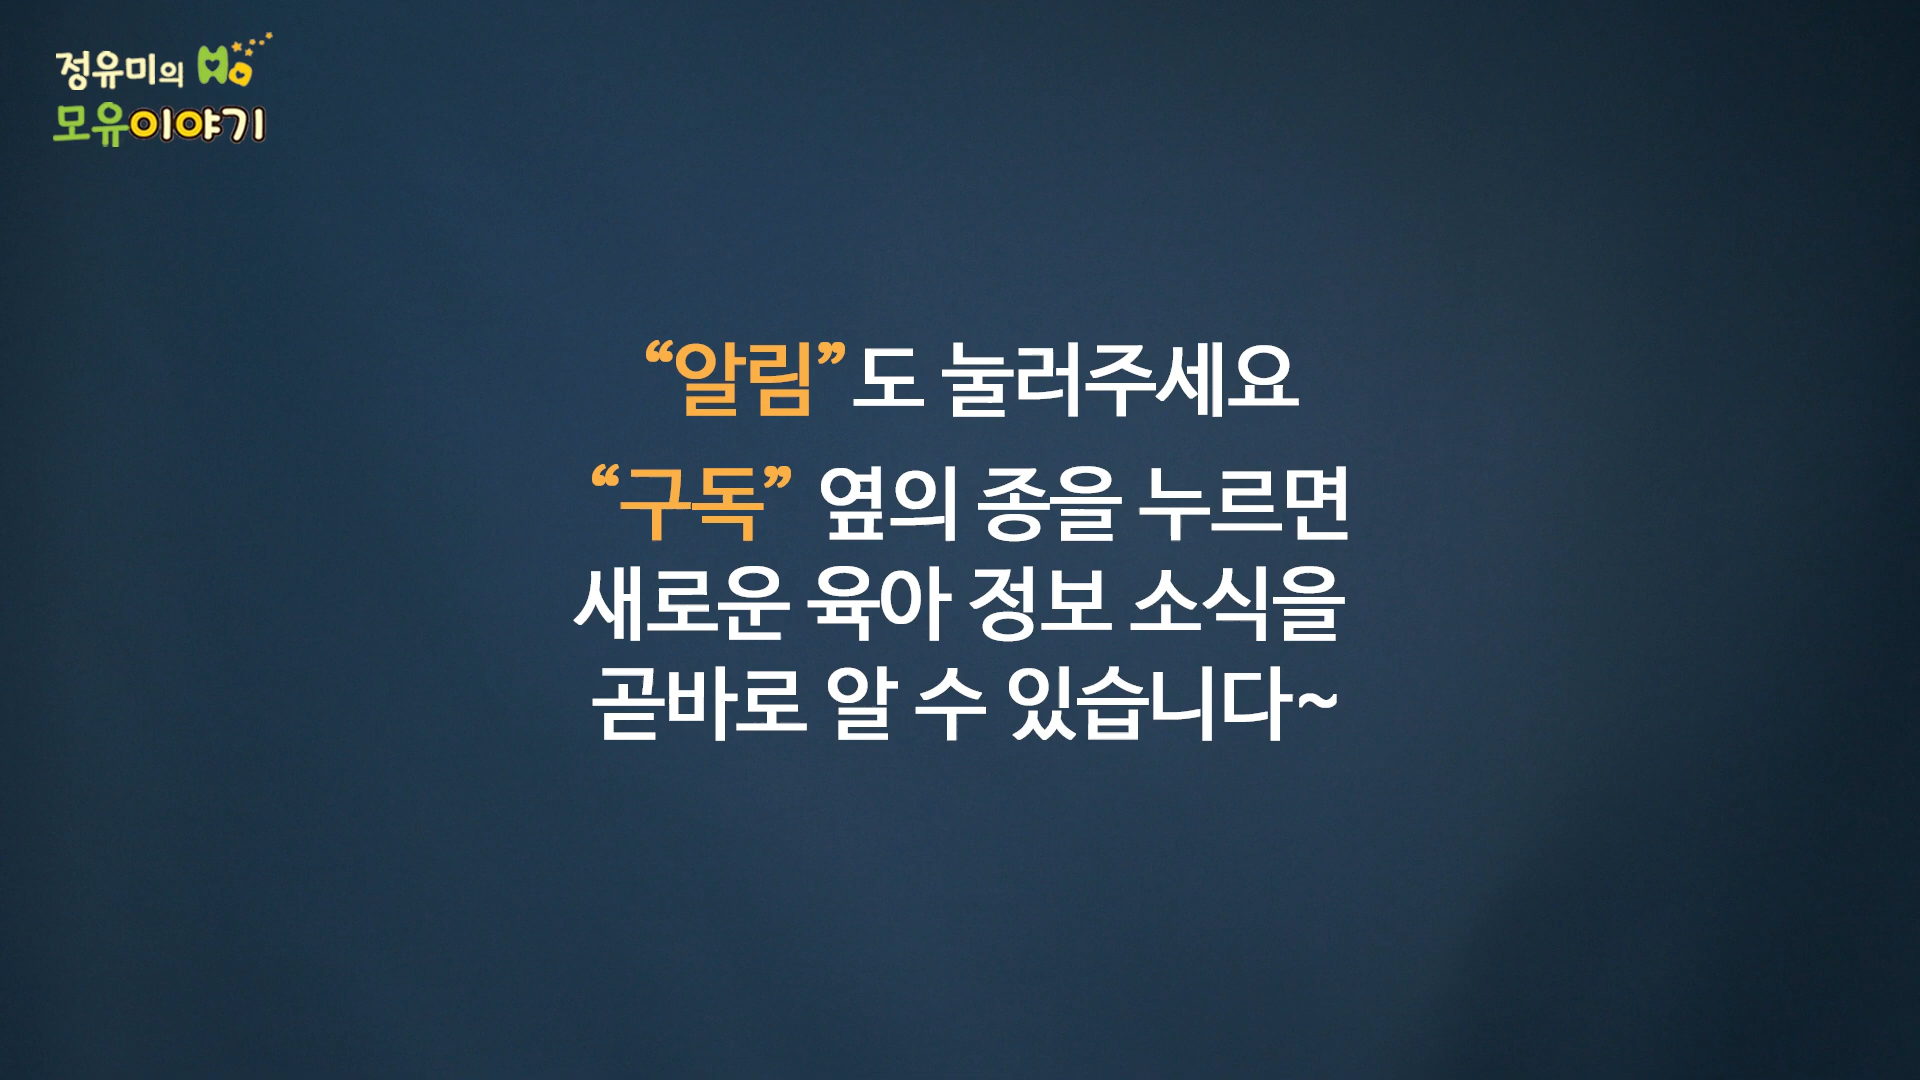 정유미의
모유이야기
“알림”도 눌러주세요
“구독” 옆의 종을 누르면
새로운 육아 정보 소식을
곧바로 알 수 있습니다~